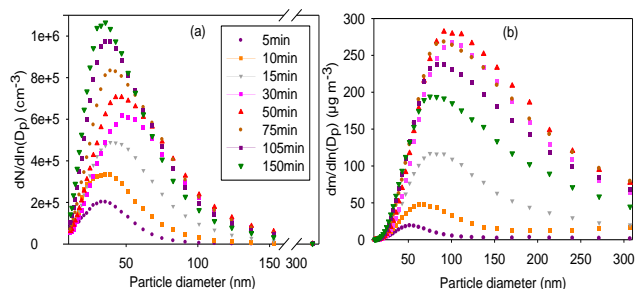 (a)
1e+6
8e+5
6e+5
4e+5
2e+5
0
dN/dln(Dp) (cm-3)
5min
10min
15min
30min
50min
75min
105min
150min
50 100 150 300
Particle diameter (nm)
(b)
300
250
200
150
100
50
0
dm/dln(Dp) (µg m-3)
50 100 150 200 250 300
Particle diameter (nm)